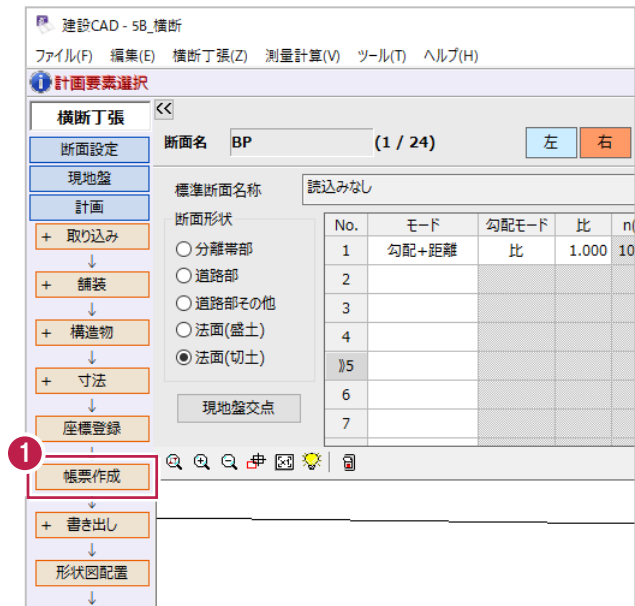 建設CAD - 5B_横断
ファイル(F) 編集(E) 横断丁張(Z) 測量計算(V) ツール(T) ヘルプ(H)
計画要素選択
横断丁張
断面設定
現地盤
計画
+ 取り込み
↓
+ 舗装
↓
+ 構造物
↓
+ 寸法
↓
座標登録
↓
1
帳票作成
↓
+ 書き出し
↓
形状図配置
↓
<<
断面名 BP (1 / 24) 左 右
標準断面名称 読込みなし
断面形状
分離帯部
道路部
道路部その他
法面(盛土)
法面(切土)
現地盤交点
No. モード 勾配モード 比 n(
1 勾配+距離 比 1.000 10
2
3
4
⟫5
6
7